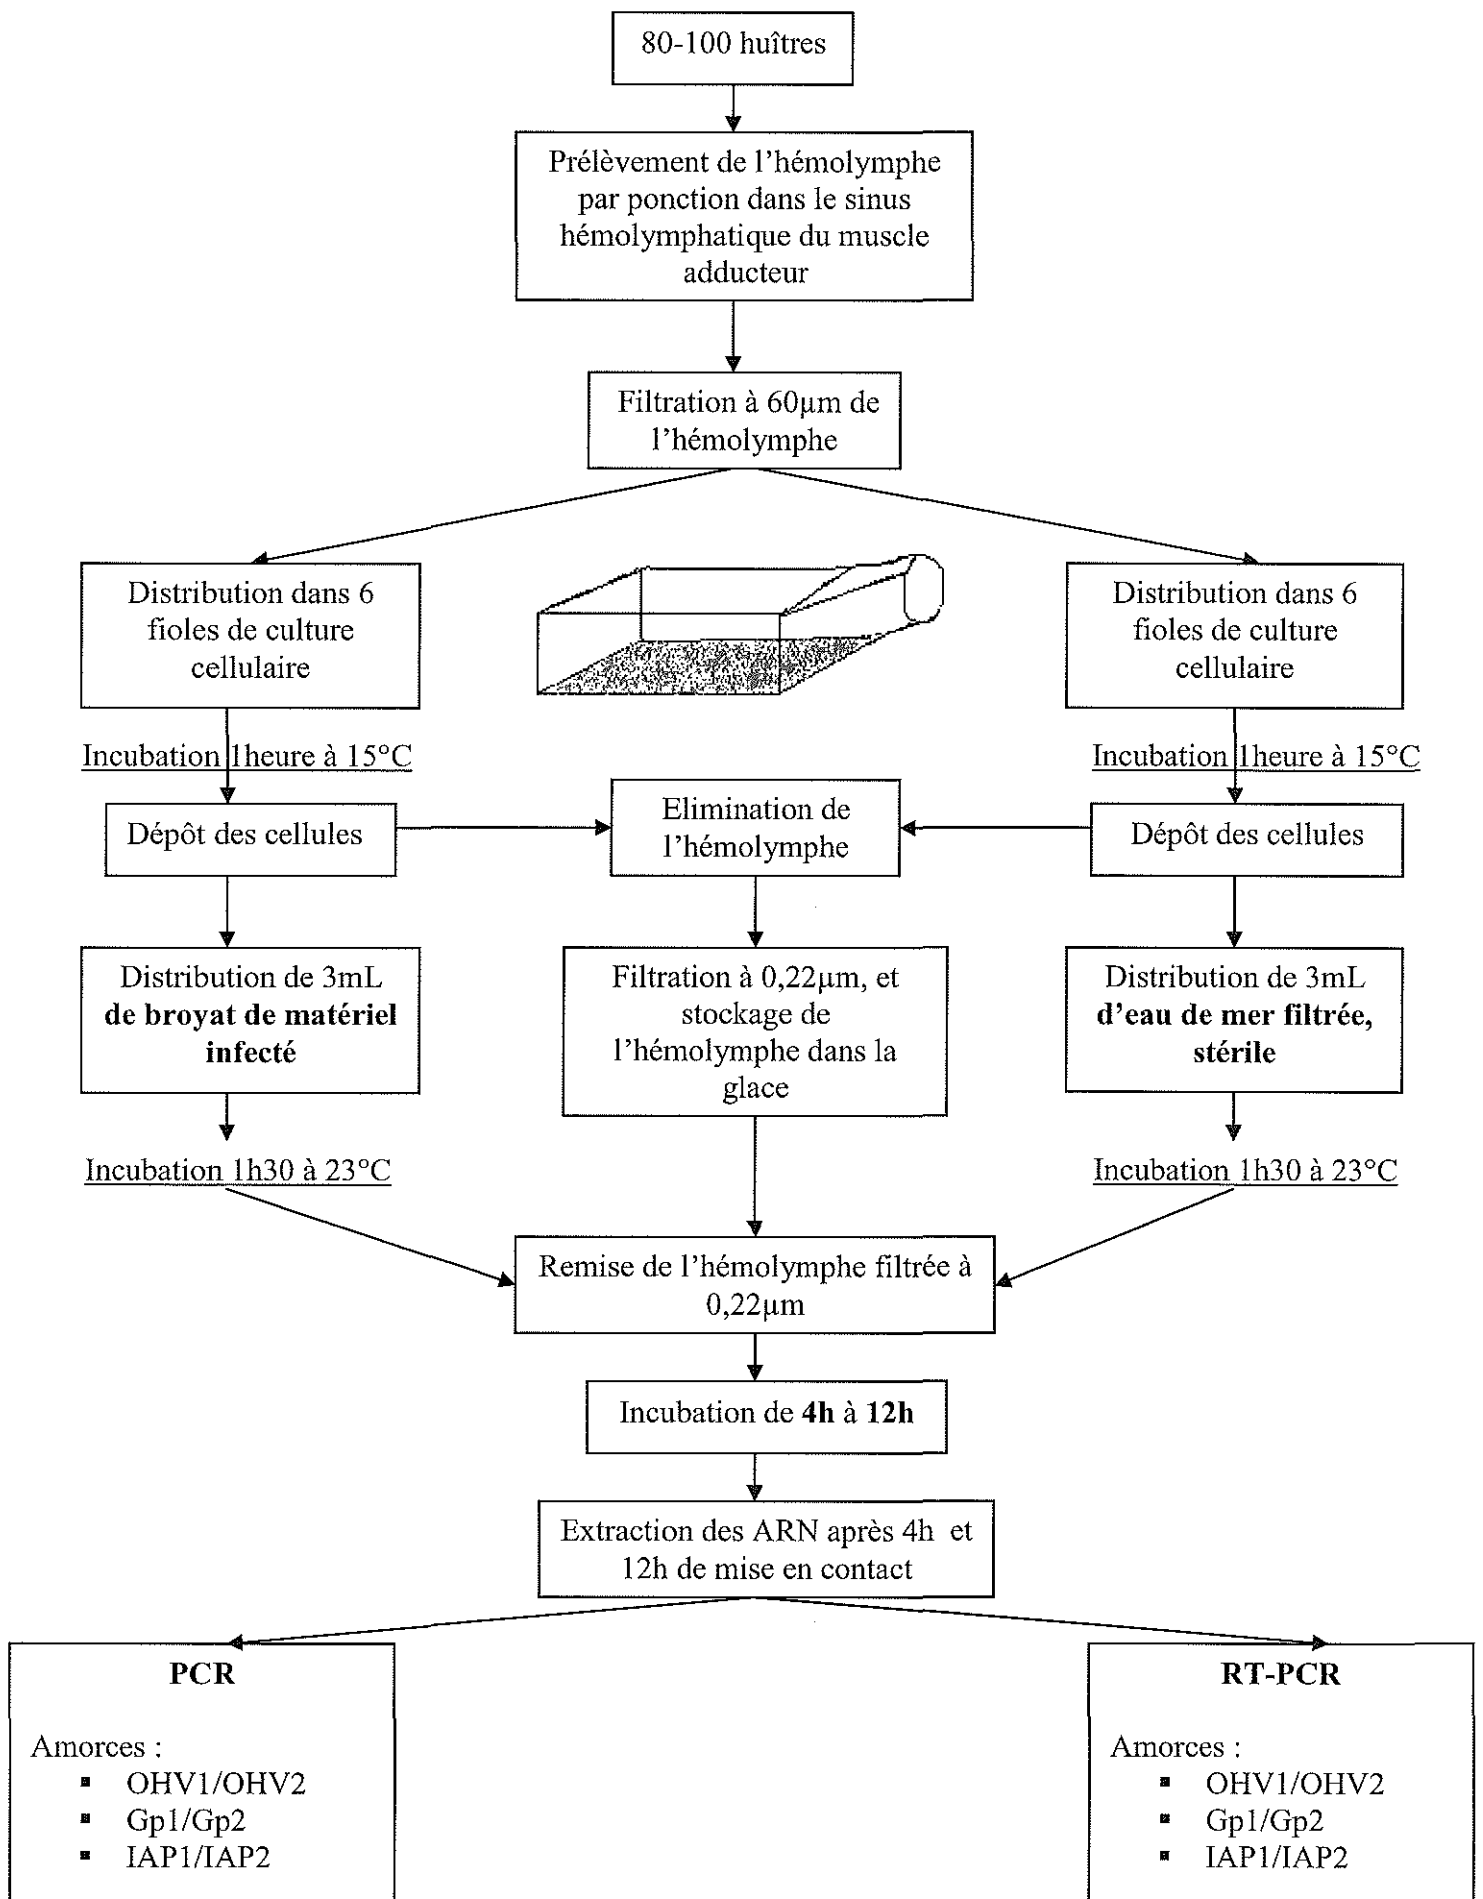 80-100 huîtres
Prélèvement de l'hémolymphe
par ponction dans le sinus
hémolymphatique du muscle
adducteur
Filtration à 60µm de
l'hémolymphe
Distribution dans 6
fioles de culture
cellulaire
Distribution dans 6
fioles de culture
cellulaire
Incubation 1heure à 15°C
Incubation 1heure à 15°C
Dépôt des cellules
Elimination de
l'hémolymphe
Dépôt des cellules
Distribution de 3mL
de broyat de matériel
infecté
Filtration à 0,22µm, et
stockage de
l'hémolymphe dans la
glace
Distribution de 3mL
d'eau de mer filtrée,
stérile
Incubation 1h30 à 23°C
Incubation 1h30 à 23°C
Remise de l'hémolymphe filtrée à
0,22µm
Incubation de 4h à 12h
Extraction des ARN après 4h et
12h de mise en contact
PCR
Amorces :
▪ OHV1/OHV2
▪ Gp1/Gp2
▪ IAP1/IAP2
RT-PCR
Amorces :
▪ OHV1/OHV2
▪ Gp1/Gp2
▪ IAP1/IAP2